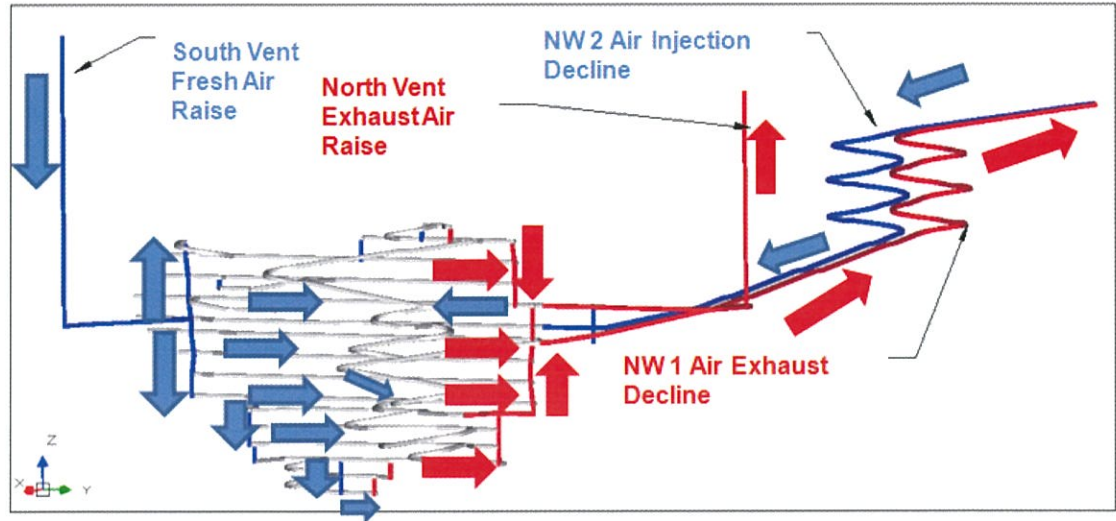 South Vent
Fresh Air
Raise
North Vent
Exhaust Air
Raise
NW 2 Air Injection
Decline
NW 1 Air Exhaust
Decline
Z
X
Y